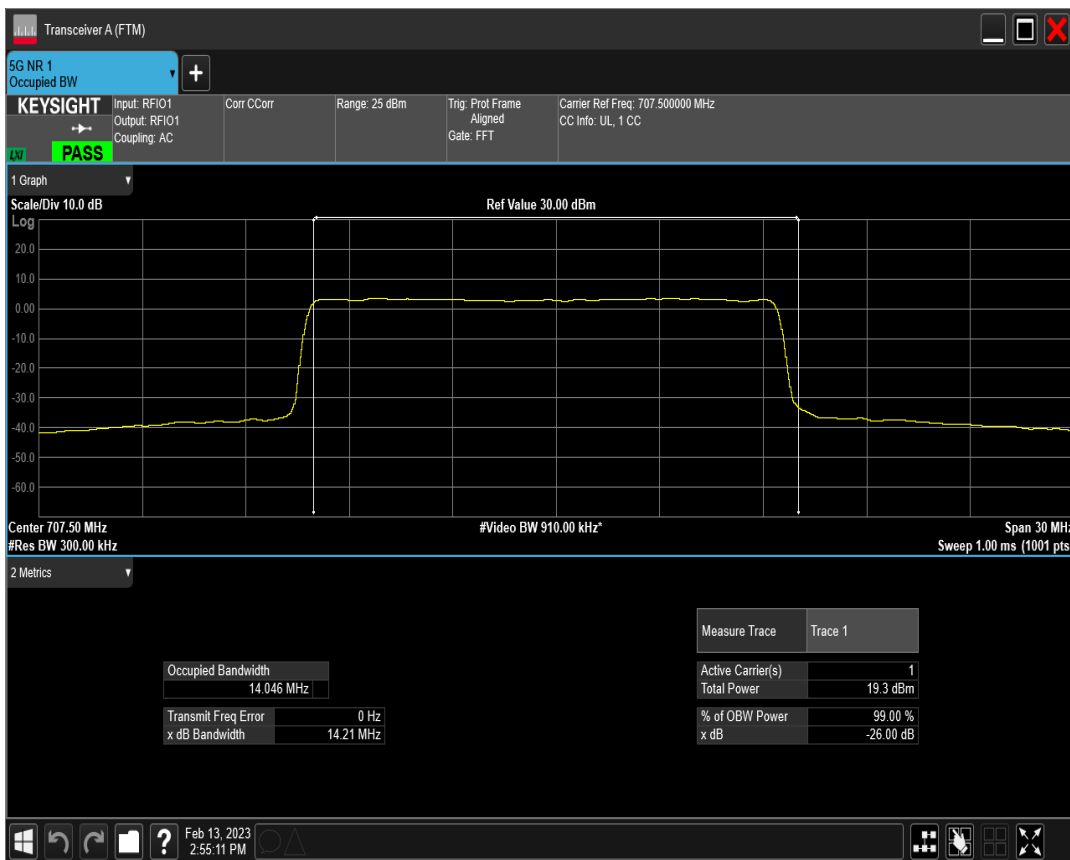 Transceiver A (FTM)
5G NR 1
Occupied BW
+
KEYSIGHT
LXI
PASS
Input: RFIO1
Output: RFIO1
Coupling: AC
Corr CCorr
Range: 25 dBm
Trig: Prot Frame
Aligned
Gate: FFT
Carrier Ref Freq: 707.500000 MHz
CC Info: UL, 1 CC
1 Graph
Scale/Div 10.0 dB
Ref Value 30.00 dBm
Log
20.0
10.0
0.00
-10.0
-20.0
-30.0
-40.0
-50.0
-60.0
Center 707.50 MHz
#Video BW 910.00 kHz*
Span 30 MHz
#Res BW 300.00 kHz
Sweep 1.00 ms (1001 pts
2 Metrics
Measure Trace Trace 1
Occupied Bandwidth
14.046 MHz
Active Carrier(s) 1
Total Power 19.3 dBm
Transmit Freq Error 0 Hz
x dB Bandwidth 14.21 MHz
% of OBW Power 99.00 %
x dB -26.00 dB
?
Feb 13, 2023
2:55:11 PM